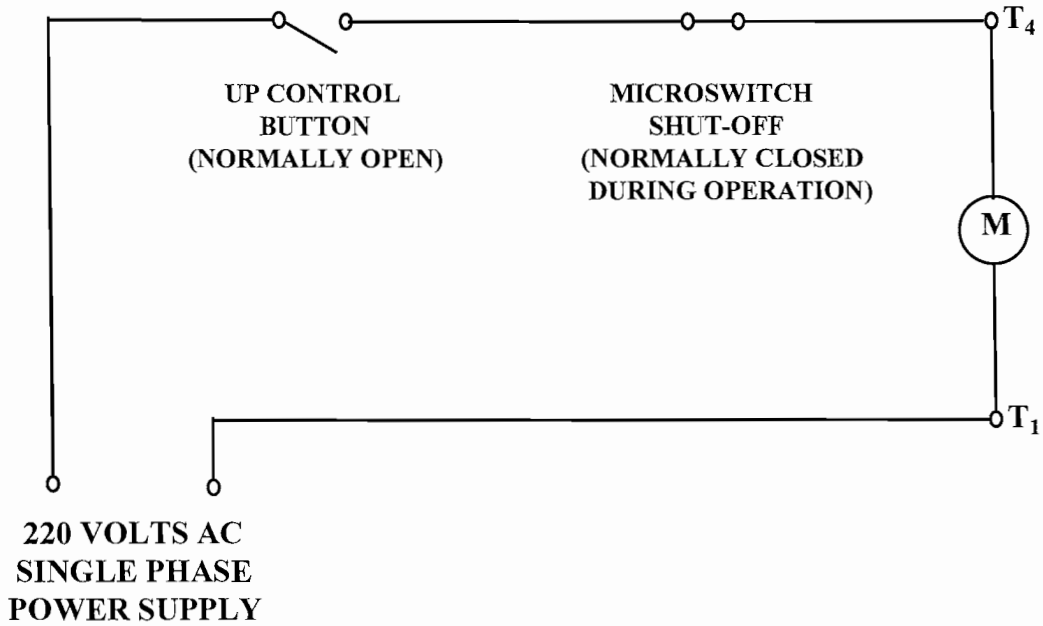 T₄
UP CONTROL
BUTTON
(NORMALLY OPEN)
MICROSWITCH
SHUT-OFF
(NORMALLY CLOSED
DURING OPERATION)
M
T₁
220 VOLTS AC
SINGLE PHASE
POWER SUPPLY